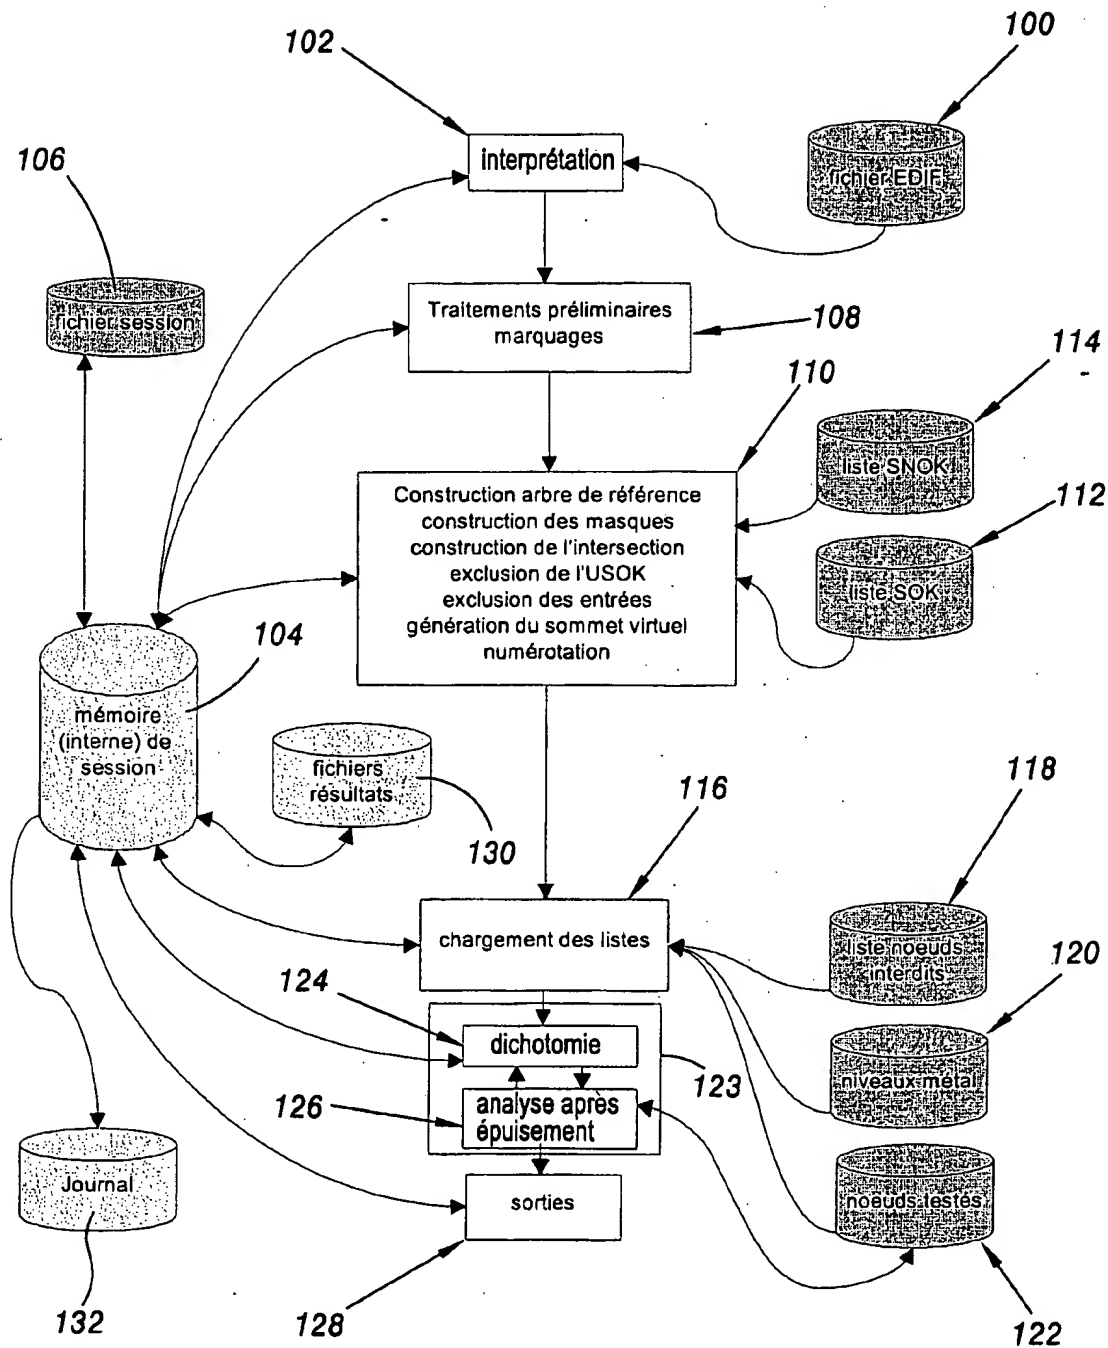 100
102
interprétation
fichier EDIF
106
fichier session
Traitements préliminaires
marquages
108
114
110
liste SNOK
112
Construction arbre de référence
construction des masques
construction de l'intersection
exclusion de l'USOK
exclusion des entrées
génération du sommet virtuel
numérotation
liste SOK
104
mémoire
(interne) de
session
fichiers
résultats
130
116
118
chargement des listes
liste noeuds
interdits
120
124
dichotomie
123
niveaux métal
126
analyse après
épuisement
Journal
sorties
noeuds testés
132
128
122